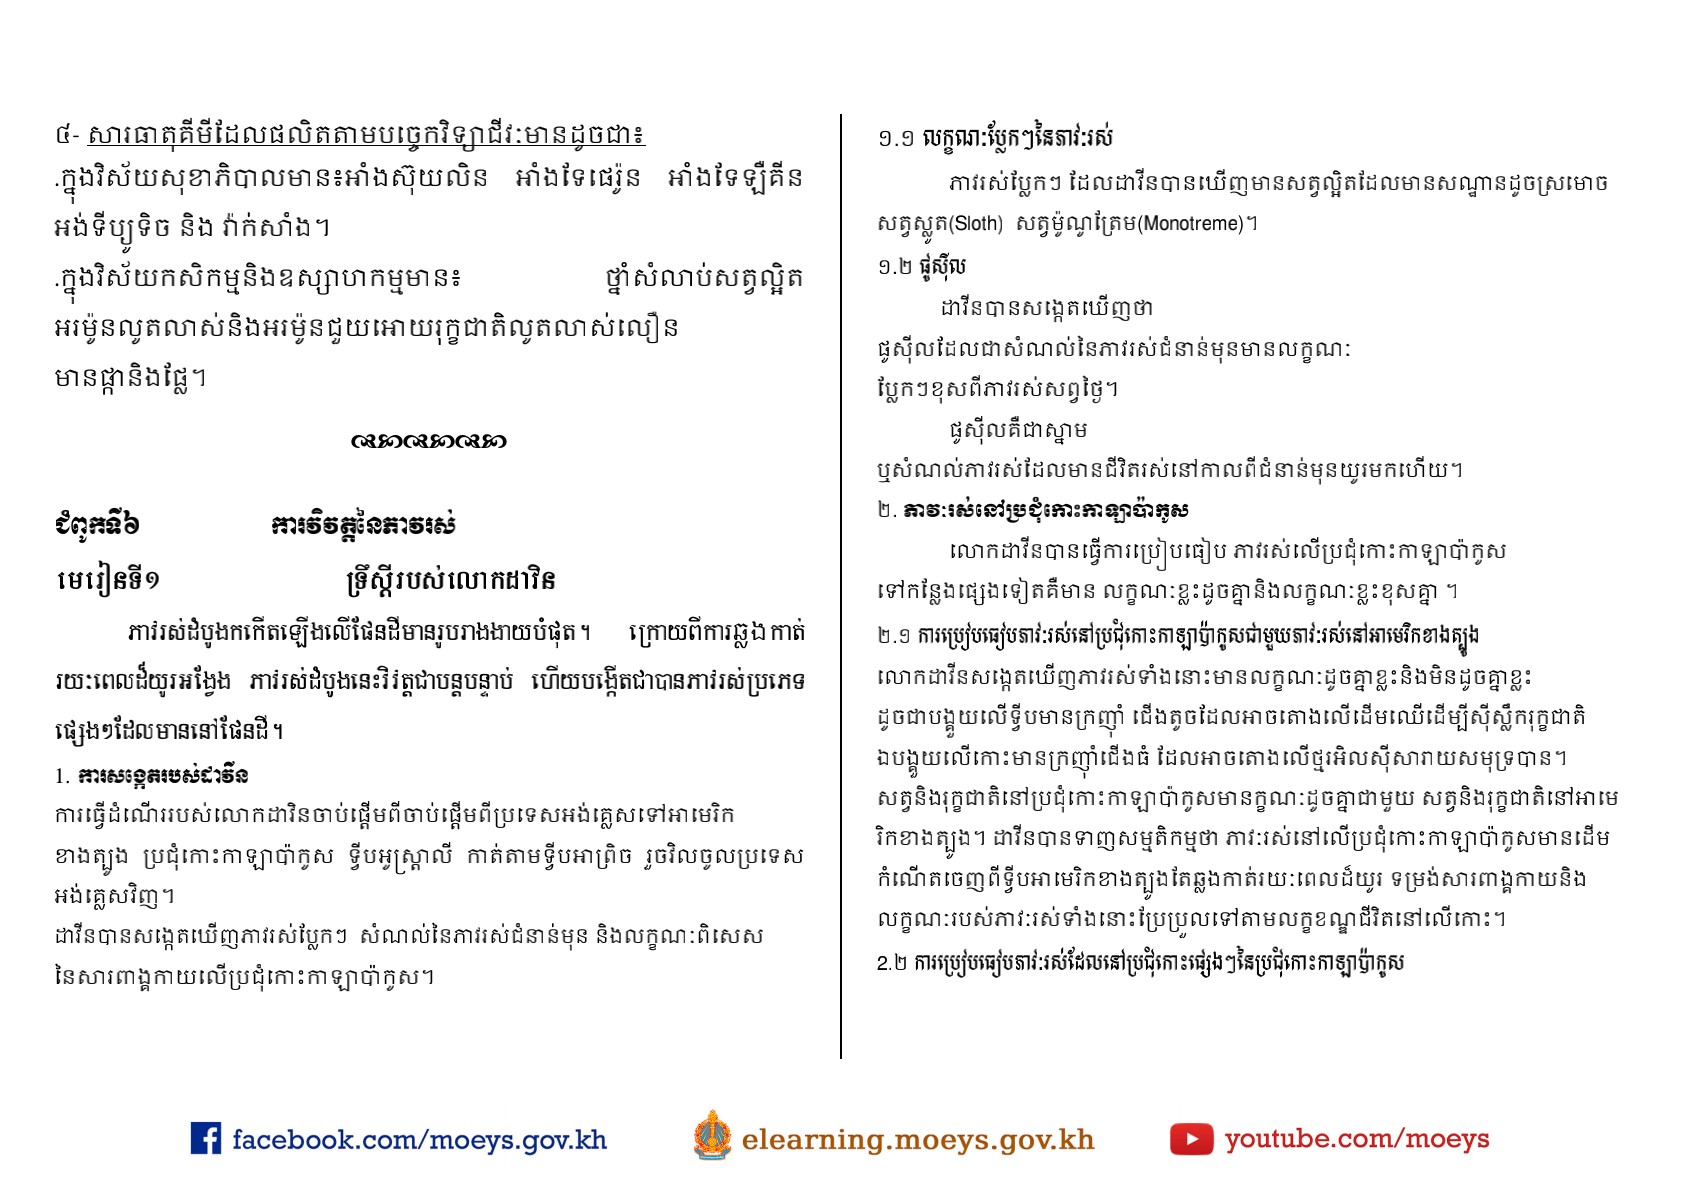 ៤- សារធាតុគីមីដែលផលិតតាមបច្ចេកវិទ្យាជីវៈមានដូចជា៖
.ក្នុងវិស័យសុខាភិបាលមាន៖អាំងស៊ុយលិន អាំងទែផេរ៉ូន អាំងទែឡឺគីន
អង់ទីប្យូទិច និង វ៉ាក់សាំង។
.ក្នុងវិស័យកសិកម្មនិងឧស្សាហកម្មមាន៖ ថ្នាំសំលាប់សត្វល្អិត
អរម៉ូនលូតលាស់និងអរម៉ូនជួយអោយរុក្ខជាតិលូតលាស់លឿន
មានផ្កានិងផ្លែ។
ជំពូកទី៦ ការវិវត្តនៃភាវរស់
មេរៀនទី១ ទ្រឹស្តីរបស់លោកដាវិន
ភាវរស់ដំបូងកកើតឡើងលើផែនដីមានរូបរាងងាយបំផុត។ ក្រោយពីការឆ្លងកាត់
រយៈពេលដ៏យូរអង្វែង ភាវរស់ដំបូងនេះវិវត្តជាបន្តបន្ទាប់ ហើយបង្កើតជាបានភាវរស់ប្រភេទ
ផ្សេងៗដែលមាននៅផែនដី។
1. ការសង្កេតរបស់ដាវីន
ការធ្វើដំណើររបស់លោកដាវិនចាប់ផ្តើមពីចាប់ផ្តើមពីប្រទេសអង់គ្លេសទៅអាមេរិក
ខាងត្បូង ប្រជុំកោះកាឡាប៉ាកូស ទ្វីបអូស្ត្រាលី កាត់តាមទ្វីបអាព្រិច រួចវិលចូលប្រទេស
អង់គ្លេសវិញ។
ដាវីនបានសង្កេតឃើញភាវរស់ប្លែកៗ សំណល់នៃភាវរស់ជំនាន់មុន និងលក្ខណៈពិសេស
នៃសារពាង្គកាយលើប្រជុំកោះកាឡាប៉ាកូស។
១.១ លក្ខណៈប្លែកៗនៃភាវៈរស់
ភាវរស់ប្លែកៗ ដែលដាវីនបានឃើញមានសត្វល្អិតដែលមានសណ្ឋានដូចស្រមោច
សត្វស្លូត(Sloth) សត្វម៉ូណូត្រែម(Monotreme)។
១.២ ផូស៊ីល
ដាវីនបានសង្កេតឃើញថា
ផូស៊ីលដែលជាសំណល់នៃភាវរស់ជំនាន់មុនមានលក្ខណៈ
ប្លែកៗខុសពីភាវរស់សព្វថ្ងៃ។
ផូស៊ីលគឺជាស្នាម
ឬសំណល់ភាវរស់ដែលមានជីវិតរស់នៅកាលពីជំនាន់មុនយូរមកហើយ។
២. ភាវៈរស់នៅប្រជុំកោះកាឡាប៉ាកូស
លោកដាវីនបានធ្វើការប្រៀបធៀប ភាវរស់លើប្រជុំកោះកាឡាប៉ាកូស
ទៅកន្លែងផ្សេងទៀតគឺមាន លក្ខណៈខ្លះដូចគ្នានិងលក្ខណៈខ្លះខុសគ្នា ។
២.១ ការប្រៀបធៀបភាវៈរស់នៅប្រជុំកោះកាឡាប៉ាកូសជាមួយភាវៈរស់នៅអាមេរិកខាងត្បូង
លោកដាវីនសង្កេតឃើញភាវរស់ទាំងនោះមានលក្ខណៈដូចគ្នាខ្លះនិងមិនដូចគ្នាខ្លះ
ដូចជាបង្គួយលើទ្វីបមានក្រញ៉ាំ ជើងតូចដែលអាចតោងលើដើមឈើដើម្បីស៊ីស្លឹករុក្ខជាតិ
ឯបង្គួយលើកោះមានក្រញ៉ាំជើងធំ ដែលអាចតោងលើថ្មរអិលស៊ីសារាយសមុទ្របាន។
សត្វនិងរុក្ខជាតិនៅប្រជុំកោះកាឡាប៉ាកូសមានក្ខណៈដូចគ្នាជាមួយ សត្វនិងរុក្ខជាតិនៅអាមេ
រិកខាងត្បូង។ ដាវីនបានទាញសម្មតិកម្មថា ភាវៈរស់នៅលើប្រជុំកោះកាឡាប៉ាកូសមានដើម
កំណើតចេញពីទ្វីបអាមេរិកខាងត្បូងតែឆ្លងកាត់រយៈពេលដ៏យូរ ទម្រង់សារពាង្គកាយនិង
លក្ខណៈរបស់ភាវៈរស់ទាំងនោះប្រែប្រួលទៅតាមលក្ខខណ្ឌជីវិតនៅលើកោះ។
2.២ ការប្រៀបធៀបភាវៈរស់ដែលនៅប្រជុំកោះផ្សេងៗនៃប្រជុំកោះកាឡាប៉ាកូស
facebook.com/moeys.gov.kh elearning.moeys.gov.kh youtube.com/moeys